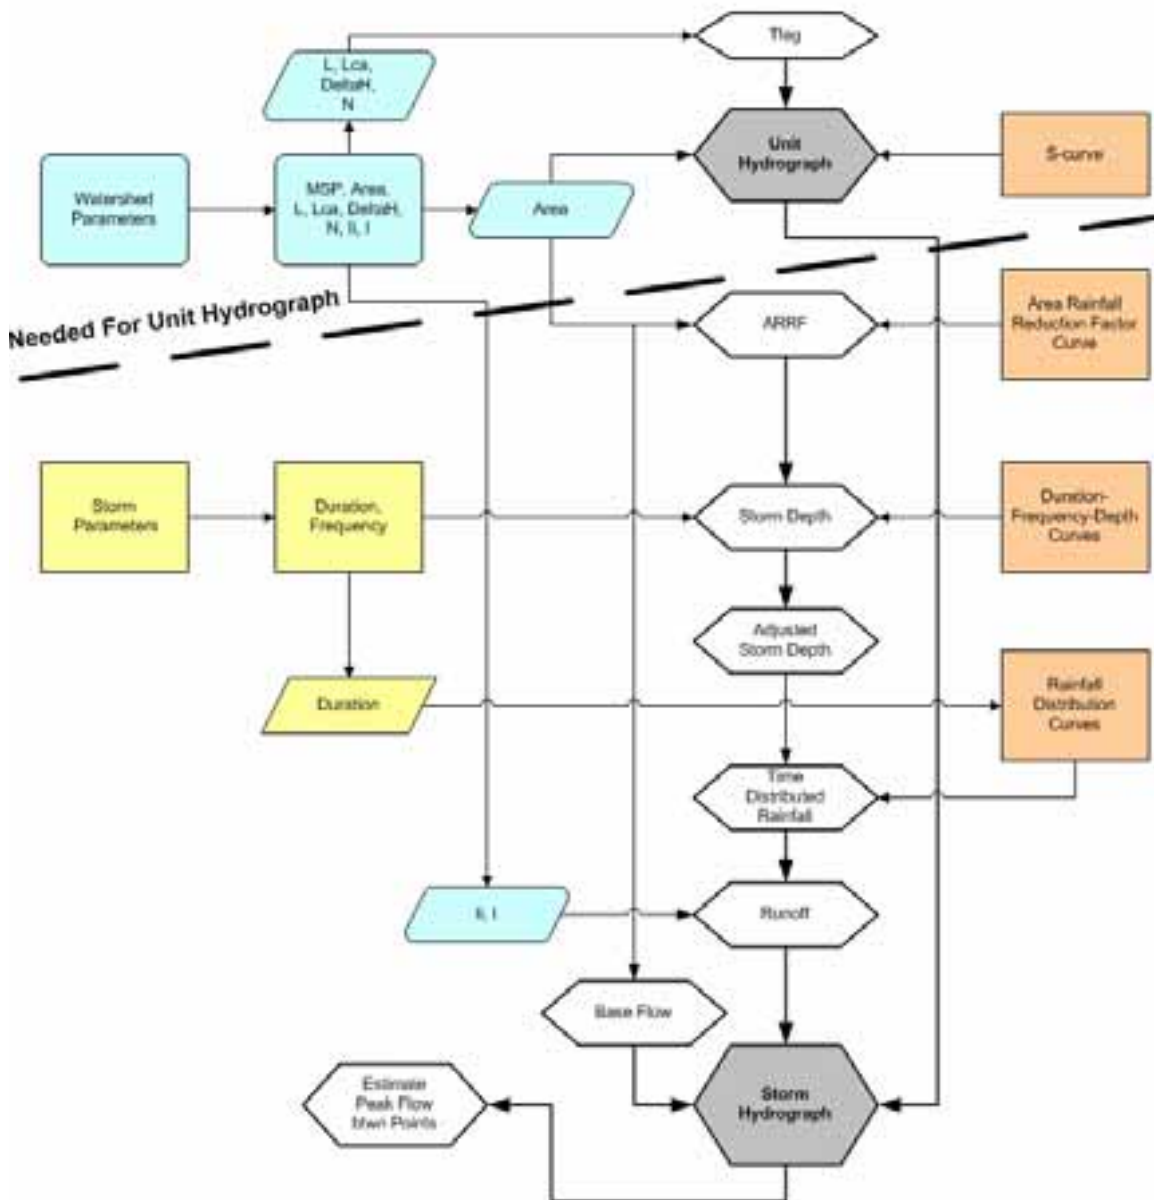 Tlag
L, Lca,
DeltaH,
N
Unit
Hydrograph
S-curve
Watershed
Parameters
MSP, Area,
L, Lca, DeltaH,
N, Ii, I
Area
Needed For Unit Hydrograph
ARRF
Area Rainfall
Reduction Factor
Curve
Storm
Parameters
Duration,
Frequency
Storm Depth
Duration-
Frequency-Depth
Curves
Adjusted
Storm Depth
Duration
Rainfall
Distribution
Curves
Time
Distributed
Rainfall
Ii, I
Runoff
Base Flow
Estimate
Peak Flow
btwn Points
Storm
Hydrograph